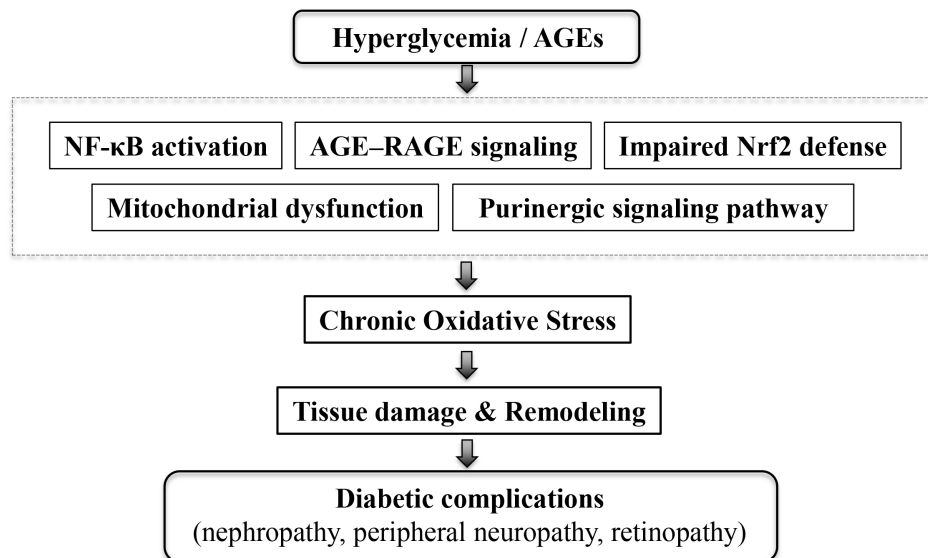 Hyperglycemia / AGEs
NF-κB activation
AGE–RAGE signaling
Impaired Nrf2 defense
Mitochondrial dysfunction
Purinergic signaling pathway
Chronic Oxidative Stress
Tissue damage & Remodeling
Diabetic complications
(nephropathy, peripheral neuropathy, retinopathy)